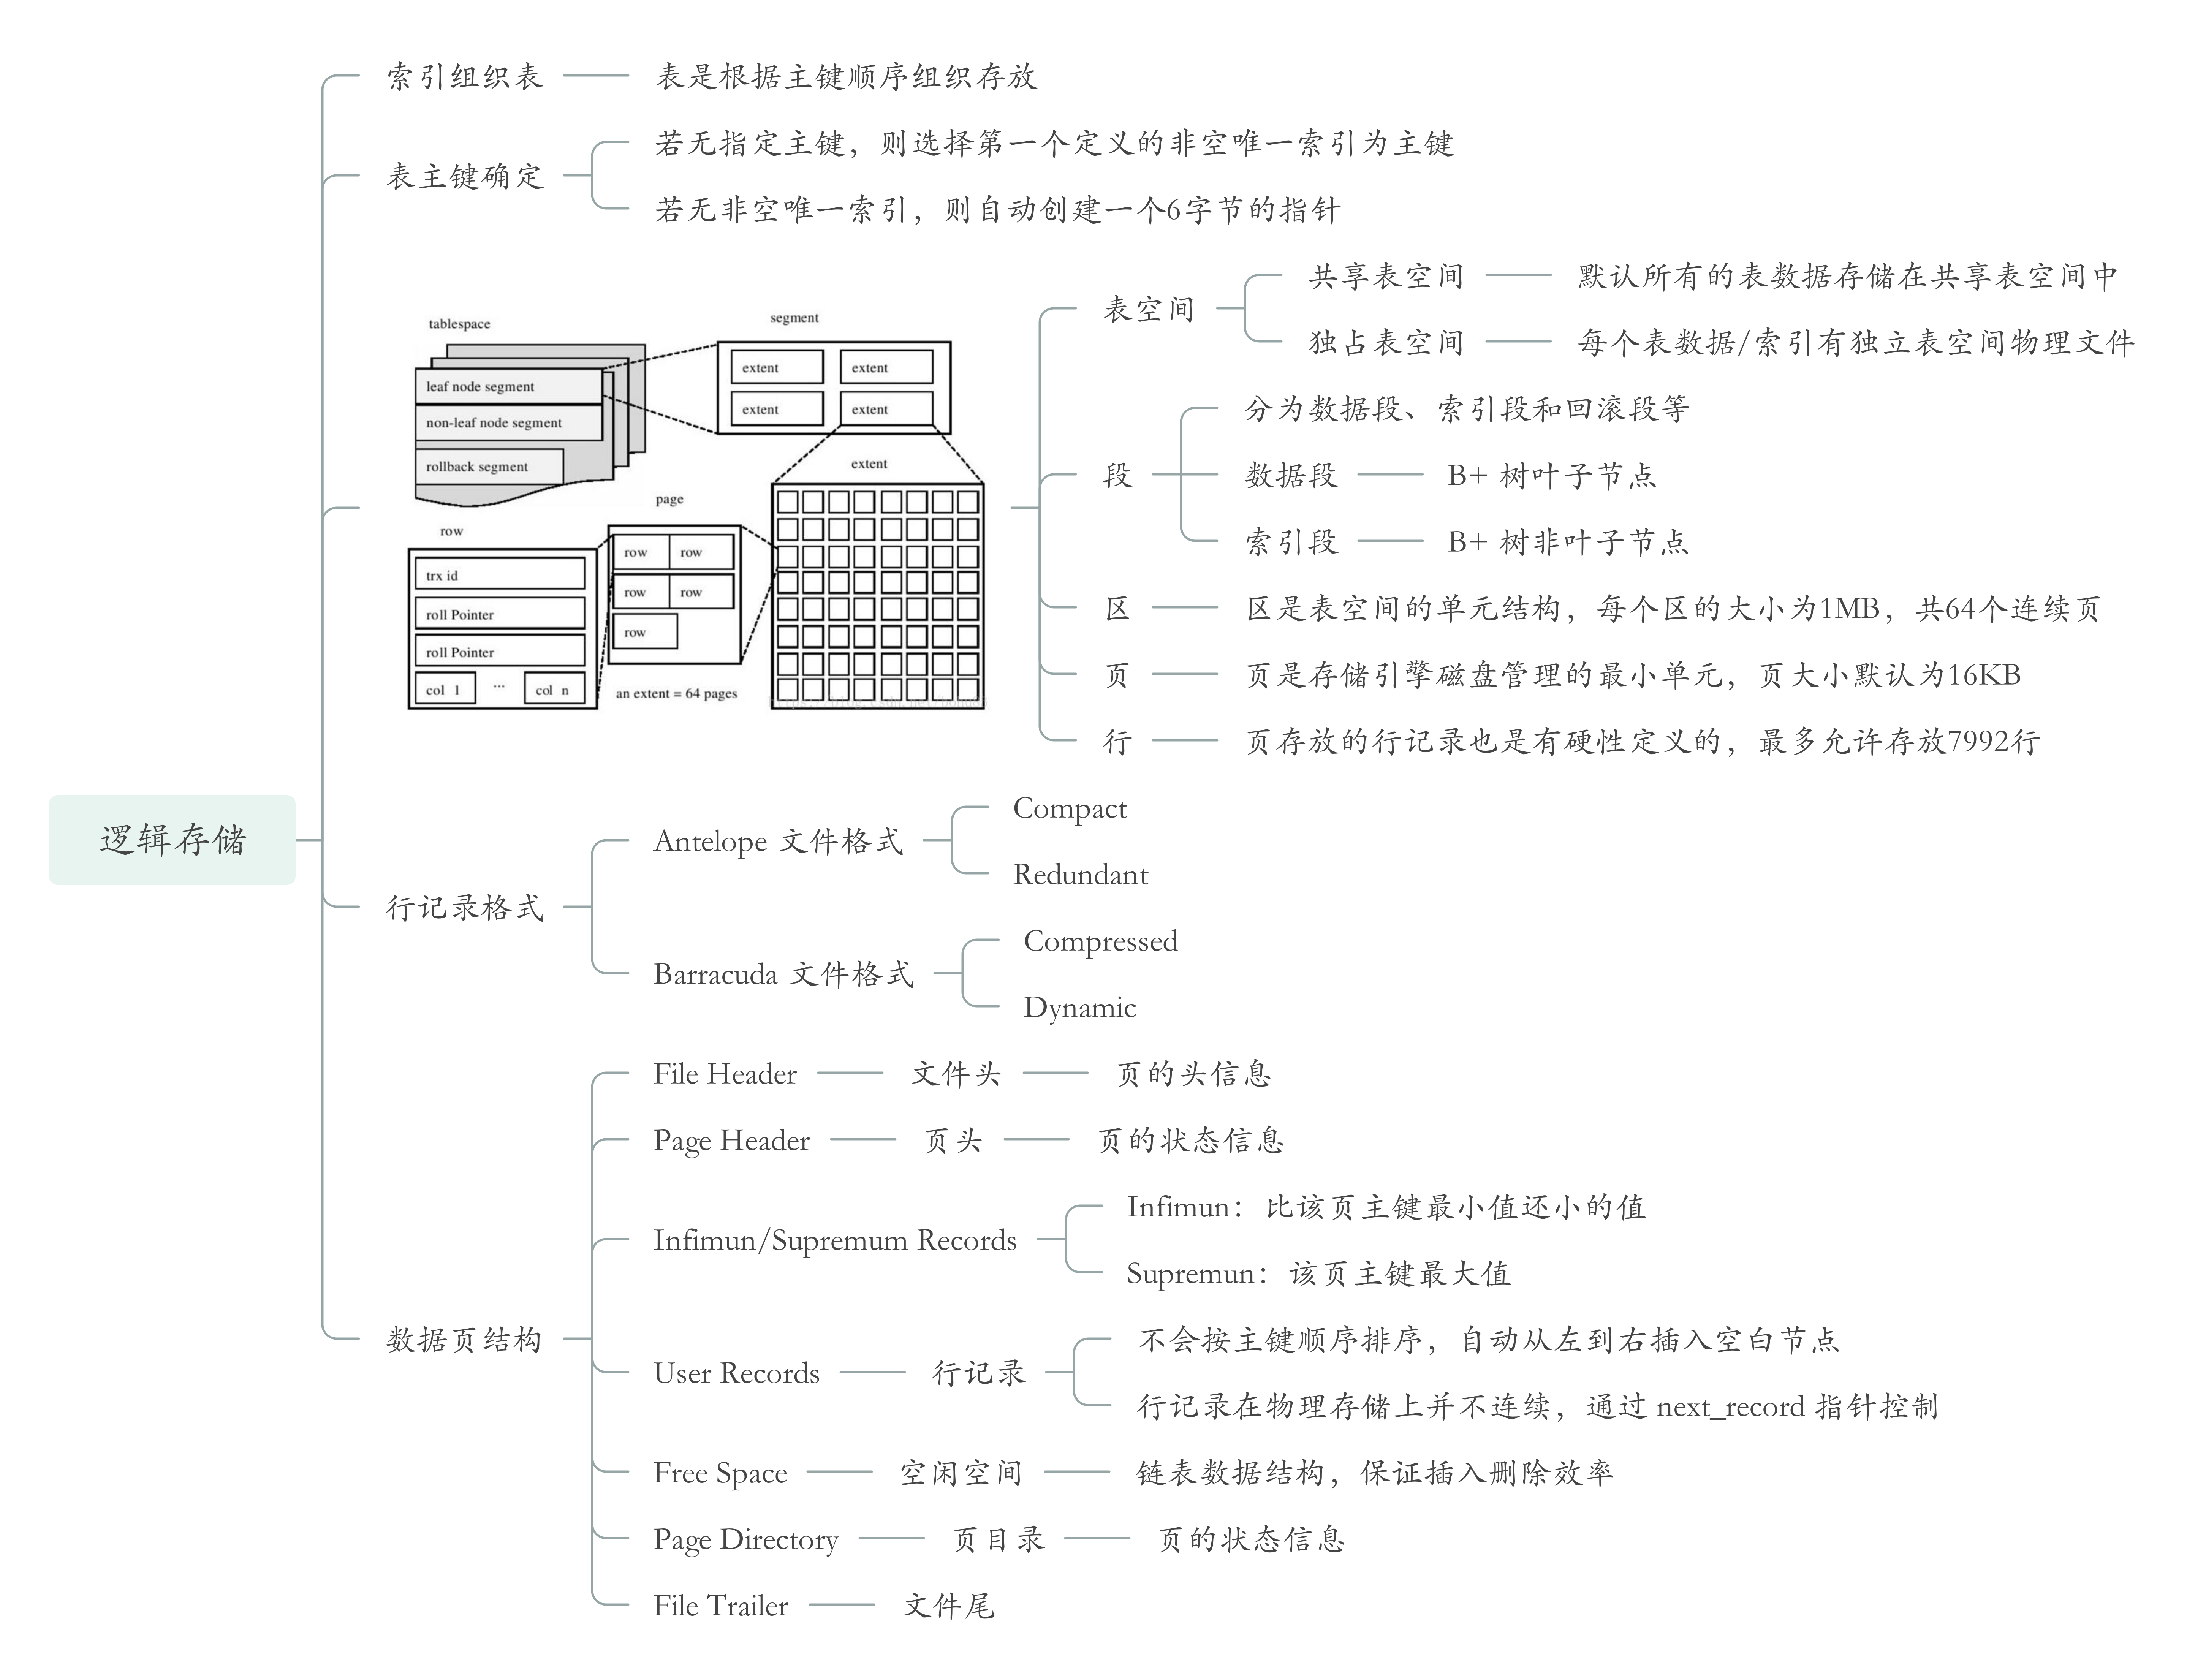 索引组织表
表是根据主键顺序组织存放
表主键确定
若无指定主键，则选择第一个定义的非空唯一索引为主键
若无非空唯一索引，则自动创建一个6字节的指针
tablespace
leaf node segment
non-leaf node segment
rollback segment
segment
extent
extent
extent
extent
extent
page
row
row
row
row
row
an extent = 64 pages
row
trx id
roll Pointer
roll Pointer
col 1
...
col n
表空间
共享表空间
默认所有的表数据存储在共享表空间中
独占表空间
每个表数据/索引有独立表空间物理文件
段
分为数据段、索引段和回滚段等
数据段
B+ 树叶子节点
索引段
B+ 树非叶子节点
区
区是表空间的单元结构，每个区的大小为1MB，共64个连续页
页
页是存储引擎磁盘管理的最小单元，页大小默认为16KB
行
页存放的行记录也是有硬性定义的，最多允许存放7992行
逻辑存储
行记录格式
Antelope 文件格式
Compact
Redundant
Barracuda 文件格式
Compressed
Dynamic
数据页结构
File Header
文件头
页的头信息
Page Header
页头
页的状态信息
Infimun/Supremum Records
Infimun：比该页主键最小值还小的值
Supremun：该页主键最大值
User Records
行记录
不会按主键顺序排序，自动从左到右插入空白节点
行记录在物理存储上并不连续，通过 next_record 指针控制
Free Space
空闲空间
链表数据结构，保证插入删除效率
Page Directory
页目录
页的状态信息
File Trailer
文件尾